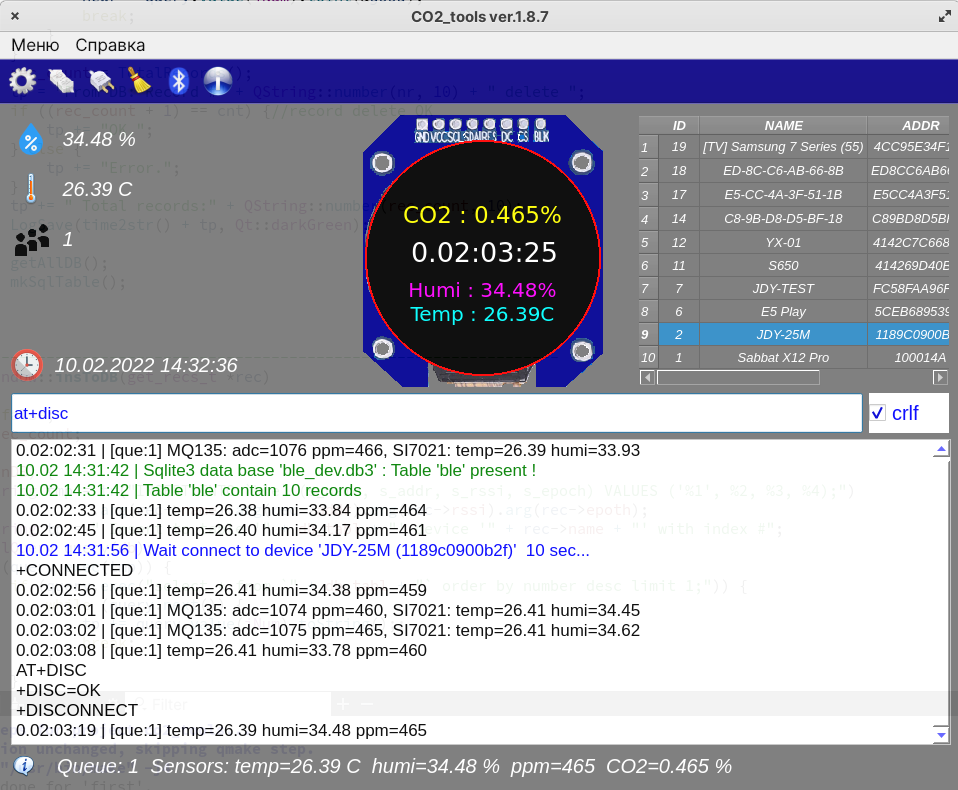 CO2_tools ver.1.8.7
Меню Справка
34.48 %
26.39 C
1
10.02.2022 14:32:36
GND VCC SCL SDA RES DC CS BLK
CO2 : 0.465%
0.02:03:25
Humi : 34.48%
Temp : 26.39C
ID NAME ADDR
1 19 [TV] Samsung 7 Series (55) 4CC95E34F1
2 18 ED-8C-C6-AB-66-8B ED8CC6AB66
3 17 E5-CC-4A-3F-51-1B E5CC4A3F51
4 14 C8-9B-D8-D5-BF-18 C89BD8D5BF
5 12 YX-01 4142C7C668
6 11 S650 414269D40B
7 7 JDY-TEST FC58FAA96F
8 6 E5 Play 5CEB689539
9 2 JDY-25M 1189C0900B
10 1 Sabbat X12 Pro 100014A
at+disc
crlf
0.02:02:31 | [que:1] MQ135: adc=1076 ppm=466, SI7021: temp=26.39 humi=33.93
10.02 14:31:42 | Sqlite3 data base 'ble_dev.db3' : Table 'ble' present !
10.02 14:31:42 | Table 'ble' contain 10 records
0.02:02:33 | [que:1] temp=26.38 humi=33.84 ppm=464
0.02:02:45 | [que:1] temp=26.40 humi=34.17 ppm=461
10.02 14:31:56 | Wait connect to device 'JDY-25M (1189c0900b2f)'  10 sec...
+CONNECTED
0.02:02:56 | [que:1] temp=26.41 humi=34.38 ppm=459
0.02:03:01 | [que:1] MQ135: adc=1074 ppm=460, SI7021: temp=26.41 humi=34.45
0.02:03:02 | [que:1] MQ135: adc=1075 ppm=465, SI7021: temp=26.41 humi=34.62
0.02:03:08 | [que:1] temp=26.41 humi=33.78 ppm=460
AT+DISC
+DISC=OK
+DISCONNECT
0.02:03:19 | [que:1] temp=26.39 humi=34.48 ppm=465
Queue: 1  Sensors: temp=26.39 C  humi=34.48 %  ppm=465  CO2=0.465 %